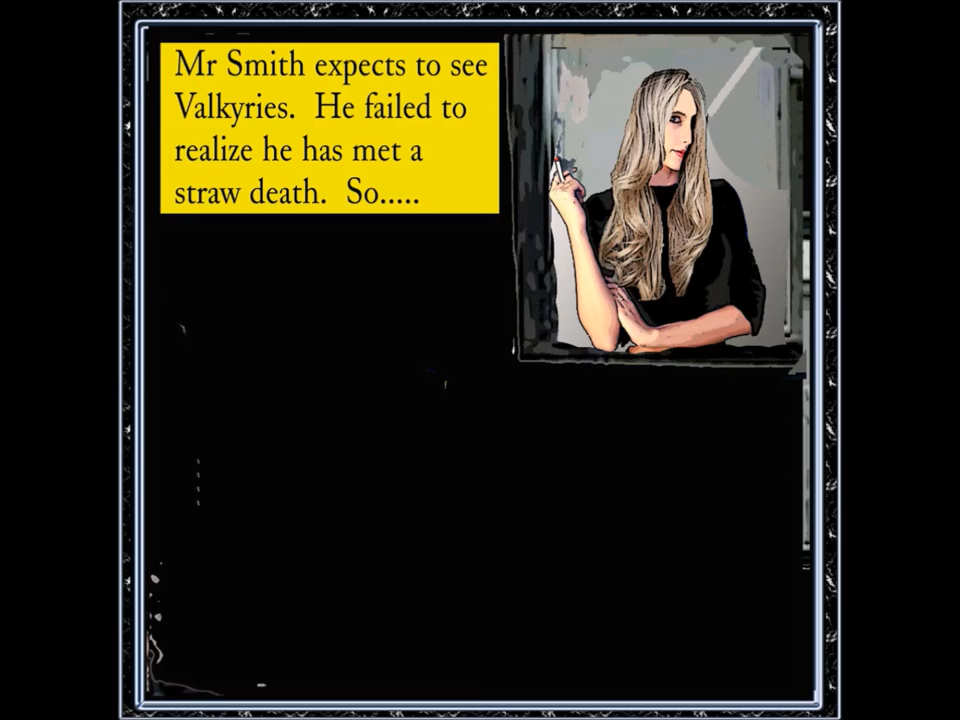 Mr Smith expects to see
Valkyries.  He failed to
realize he has met a
straw death.  So.....